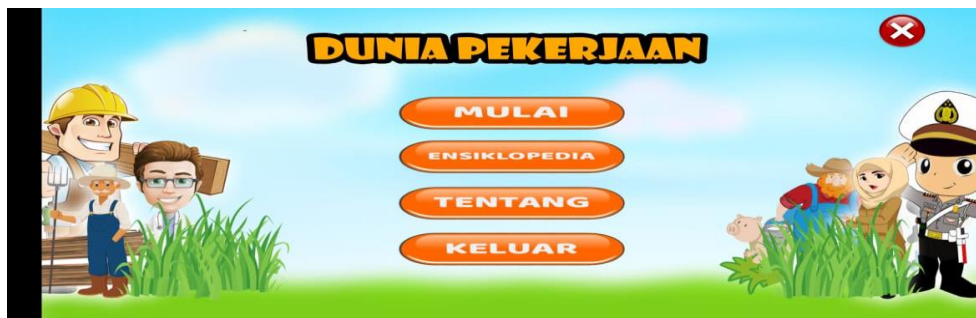 DUNIA PEKERJAAN
MULAI
ENSIKLOPEDIA
TENTANG
KELUAR